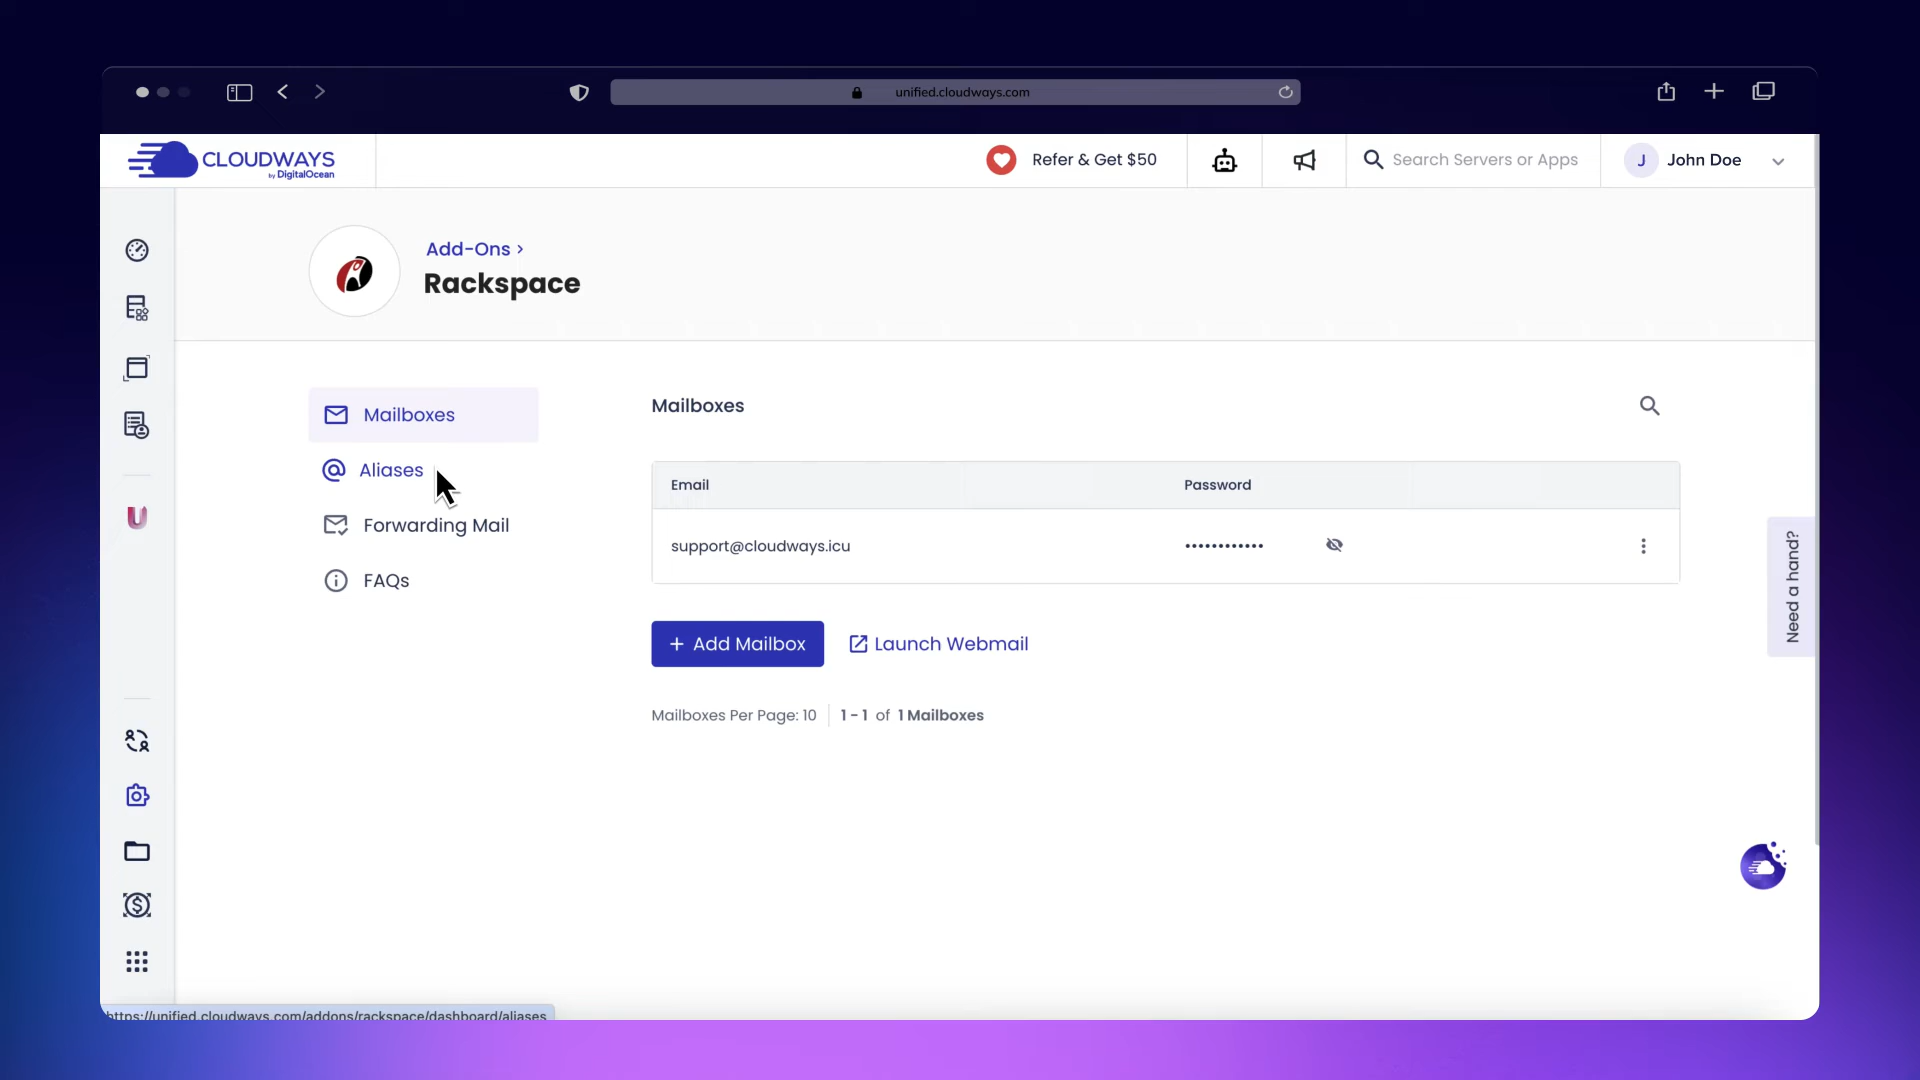 unified.cloudways.com
CLOUDWAYS
by DigitalOcean
Refer & Get $50
Search Servers or Apps
J
John Doe
Add-Ons ›
Rackspace
Mailboxes
Aliases
Forwarding Mail
FAQs
Mailboxes
Email
Password
support@cloudways.icu
••••••••••••
+ Add Mailbox
Launch Webmail
Mailboxes Per Page: 10
1 - 1 of 1 Mailboxes
Need a hand?
U
https://unified.cloudways.com/addons/rackspace/dashboard/aliases